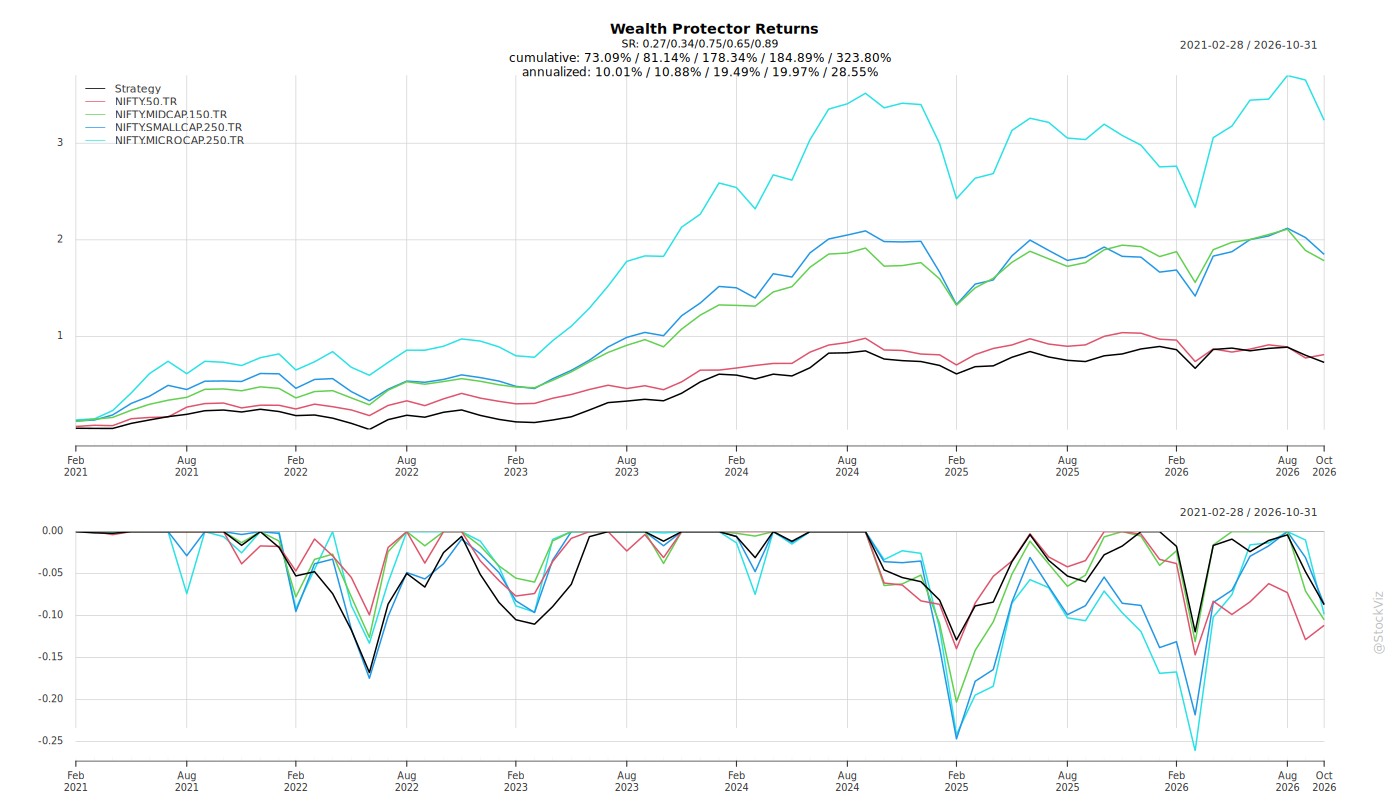 Wealth Protector Returns
SR: 0.27/0.34/0.75/0.65/0.89
cumulative: 73.09% / 81.14% / 178.34% / 184.89% / 323.80%
annualized: 10.01% / 10.88% / 19.49% / 19.97% / 28.55%
2021-02-28 / 2026-10-31
Strategy
NIFTY.50.TR
NIFTY.MIDCAP.150.TR
NIFTY.SMALLCAP.250.TR
NIFTY.MICROCAP.250.TR
3
2
1
Feb Aug Feb Aug Feb Aug Feb Aug Feb Aug Feb Aug Oct
2021 2021 2022 2022 2023 2023 2024 2024 2025 2025 2026 2026 2026
2021-02-28 / 2026-10-31
0.00
-0.05
-0.10
-0.15
-0.20
-0.25
Feb Aug Feb Aug Feb Aug Feb Aug Feb Aug Feb Aug Oct
2021 2021 2022 2022 2023 2023 2024 2024 2025 2025 2026 2026 2026
@StockViz